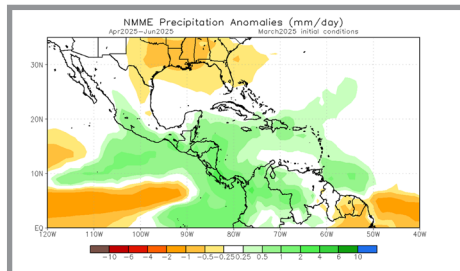 NMME Precipitation Anomalies (mm/day)
Apr2025–Jun2025 March2025 initial conditions
30N
20N
10N
EQ
120W 110W 100W 90W 80W 70W 60W 50W 40W
−10 −6 −4 −2 −1 −0.5 −0.25 0.25 0.5 1 2 4 6 10